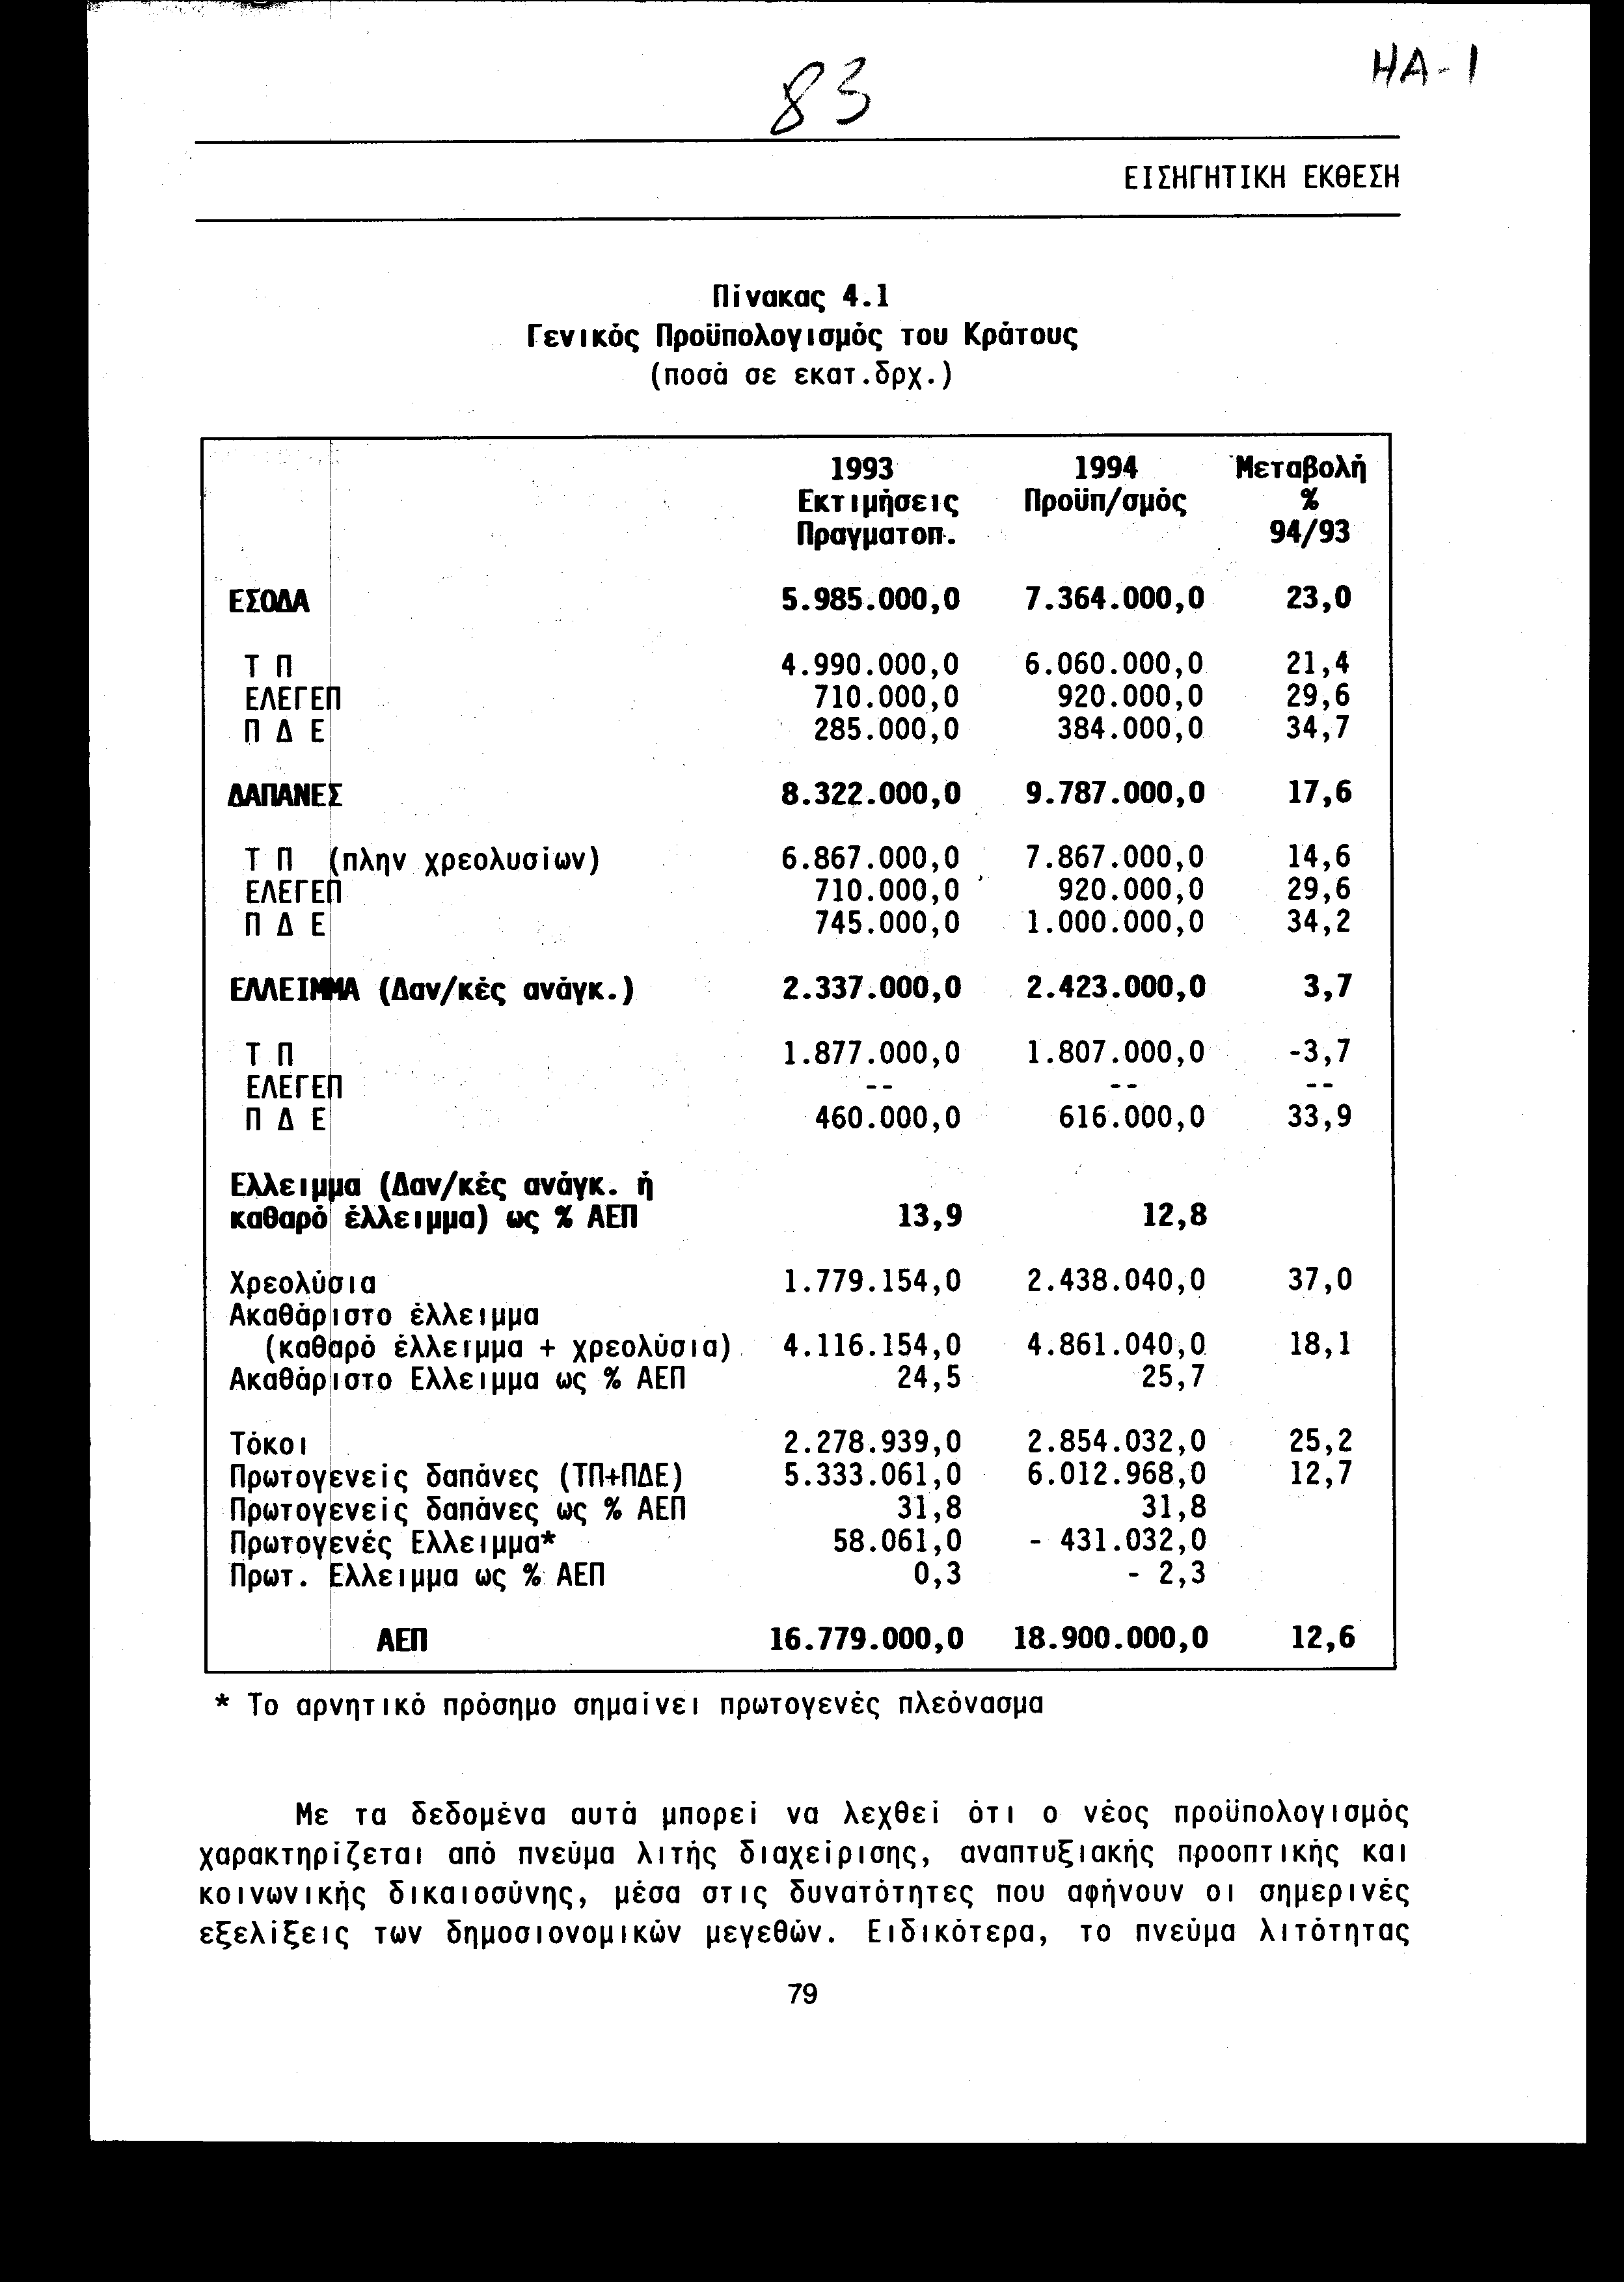 83
HA-1
ΕΙΣΗΓΗΤΙΚΗ ΕΚΘΕΣΗ
Πίνακας 4.1
Γενικός Προϋπολογισμός του Κράτους
(ποσά σε εκατ.δρχ.)
1993 1994 Μεταβολή
Εκτιμήσεις Προϋπ/σμός %
Πραγματοπ. 94/93
ΕΣΟΔΑ 5.985.000,0 7.364.000,0 23,0
Τ Π 4.990.000,0 6.060.000,0 21,4
ΕΛΕΓΕΠ 710.000,0 920.000,0 29,6
Π Δ Ε 285.000,0 384.000,0 34,7
ΔΑΠΑΝΕΣ 8.322.000,0 9.787.000,0 17,6
Τ Π (πλην χρεολυσίων) 6.867.000,0 7.867.000,0 14,6
ΕΛΕΓΕΠ 710.000,0 920.000,0 29,6
Π Δ Ε 745.000,0 1.000.000,0 34,2
ΕΛΛΕΙΜΜΑ (Δαν/κές ανάγκ.) 2.337.000,0 2.423.000,0 3,7
Τ Π 1.877.000,0 1.807.000,0 -3,7
ΕΛΕΓΕΠ -- -- --
Π Δ Ε 460.000,0 616.000,0 33,9
Ελλειμμα (Δαν/κές ανάγκ. ή
καθαρό έλλειμμα) ως % ΑΕΠ 13,9 12,8
Χρεολύσια 1.779.154,0 2.438.040,0 37,0
Ακαθάριστο έλλειμμα
(καθαρό έλλειμμα + χρεολύσια) 4.116.154,0 4.861.040,0 18,1
Ακαθάριστο Ελλειμμα ως % ΑΕΠ 24,5 25,7
Τόκοι 2.278.939,0 2.854.032,0 25,2
Πρωτογενείς δαπάνες (ΤΠ+ΠΔΕ) 5.333.061,0 6.012.968,0 12,7
Πρωτογενείς δαπάνες ως % ΑΕΠ 31,8 31,8
Πρωτογενές Ελλειμμα* 58.061,0 - 431.032,0
Πρωτ. Ελλειμμα ως % ΑΕΠ 0,3 - 2,3
ΑΕΠ 16.779.000,0 18.900.000,0 12,6
* Το αρνητικό πρόσημο σημαίνει πρωτογενές πλεόνασμα
Με τα δεδομένα αυτά μπορεί να λεχθεί ότι ο νέος προϋπολογισμός
χαρακτηρίζεται από πνεύμα λιτής διαχείρισης, αναπτυξιακής προοπτικής και
κοινωνικής δικαιοσύνης, μέσα στις δυνατότητες που αφήνουν οι σημερινές
εξελίξεις των δημοσιονομικών μεγεθών. Ειδικότερα, το πνεύμα λιτότητας
79